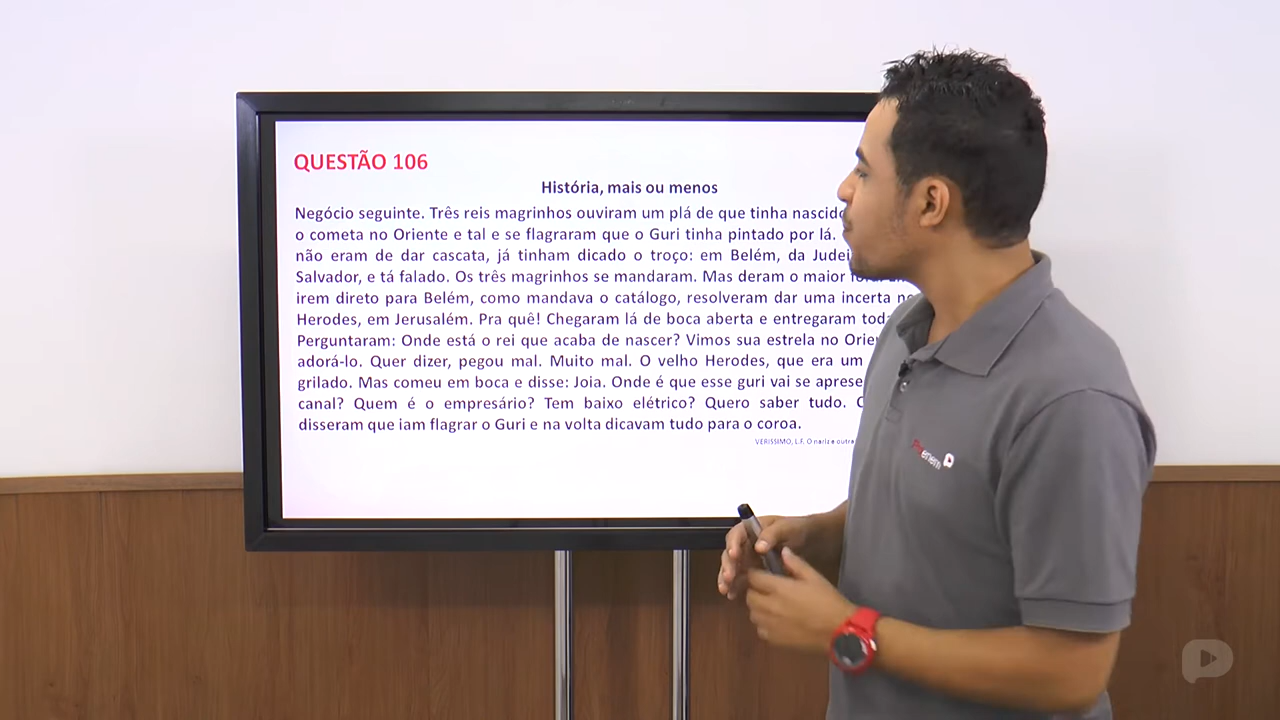 QUESTÃO 106
História, mais ou menos
Negócio seguinte. Três reis magrinhos ouviram um plá de que tinha nascido
o cometa no Oriente e tal e se flagraram que o Guri tinha pintado por lá.
não eram de dar cascata, já tinham dicado o troço: em Belém, da Judei
Salvador, e tá falado. Os três magrinhos se mandaram. Mas deram o maior
irem direto para Belém, como mandava o catálogo, resolveram dar uma incerta no
Herodes, em Jerusalém. Pra quê! Chegaram lá de boca aberta e entregaram toda
Perguntaram: Onde está o rei que acaba de nascer? Vimos sua estrela no Orie
adorá-lo. Quer dizer, pegou mal. Muito mal. O velho Herodes, que era um
grilado. Mas comeu em boca e disse: Joia. Onde é que esse guri vai se aprese
canal? Quem é o empresário? Tem baixo elétrico? Quero saber tudo.
disseram que iam flagrar o Guri e na volta dicavam tudo para o coroa.
VERISSIMO, L.F. O nariz e outra
Proenem